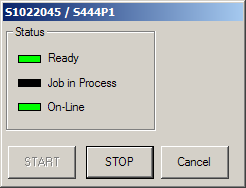 S1022045 / S444P1
Status
Ready
Job in Process
On-Line
START STOP Cancel